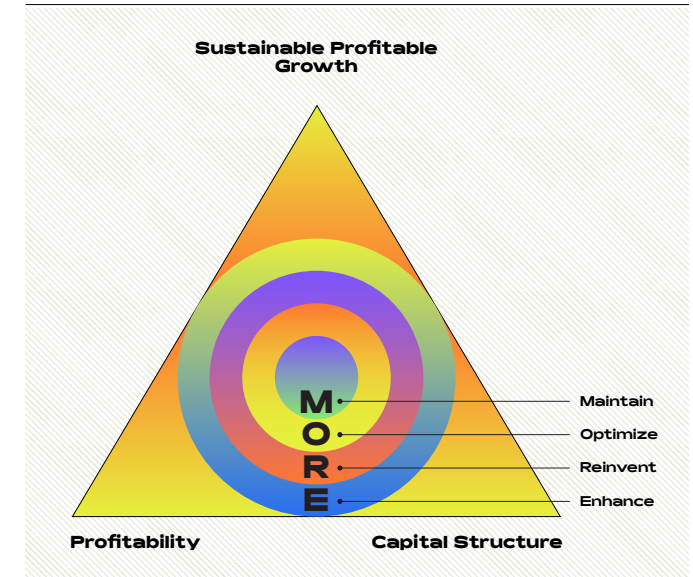 Sustainable Profitable
Growth
M
Maintain
O
Optimize
R
Reinvent
E
Enhance
Profitability
Capital Structure